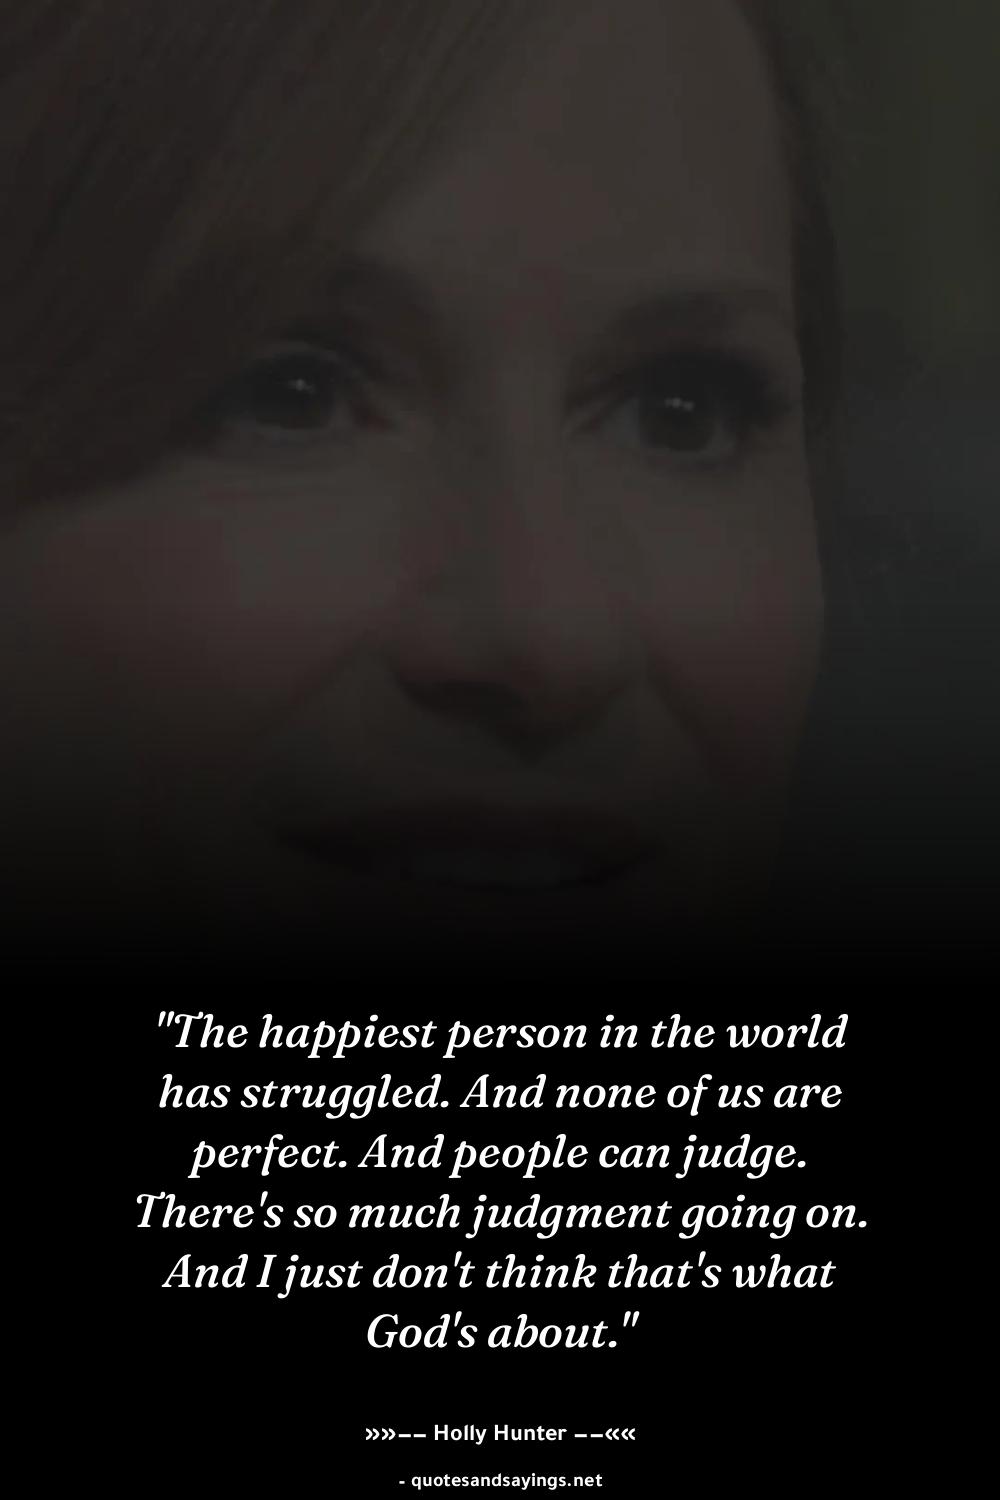 "The happiest person in the world
has struggled. And none of us are
perfect. And people can judge.
There's so much judgment going on.
And I just don't think that's what
God's about."
»»−− Holly Hunter −−««
- quotesandsayings.net